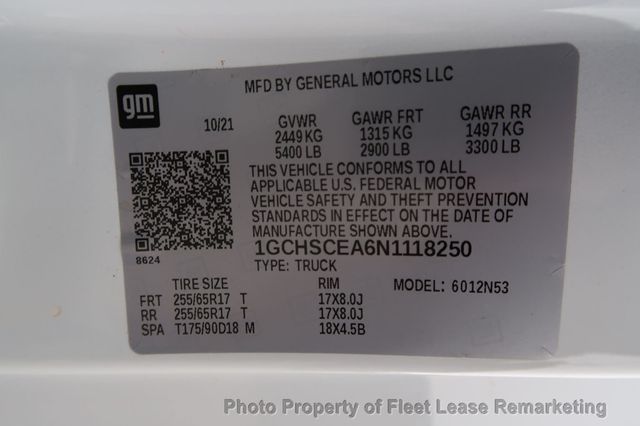 gm
MFD BY GENERAL MOTORS LLC
10/21 GVWR GAWR FRT GAWR RR
2449 KG 1315 KG 1497 KG
5400 LB 2900 LB 3300 LB
THIS VEHICLE CONFORMS TO ALL
APPLICABLE U.S. FEDERAL MOTOR
VEHICLE SAFETY AND THEFT PREVENTION
STANDARDS IN EFFECT ON THE DATE OF
MANUFACTURE SHOWN ABOVE.
8624 1GCHSCEA6N1118250
TYPE: TRUCK
TIRE SIZE RIM MODEL: 6012N53
FRT 255/65R17 T 17X8.0J
RR 255/65R17 T 17X8.0J
SPA T175/90D18 M 18X4.5B
Photo Property of Fleet Lease Remarketing